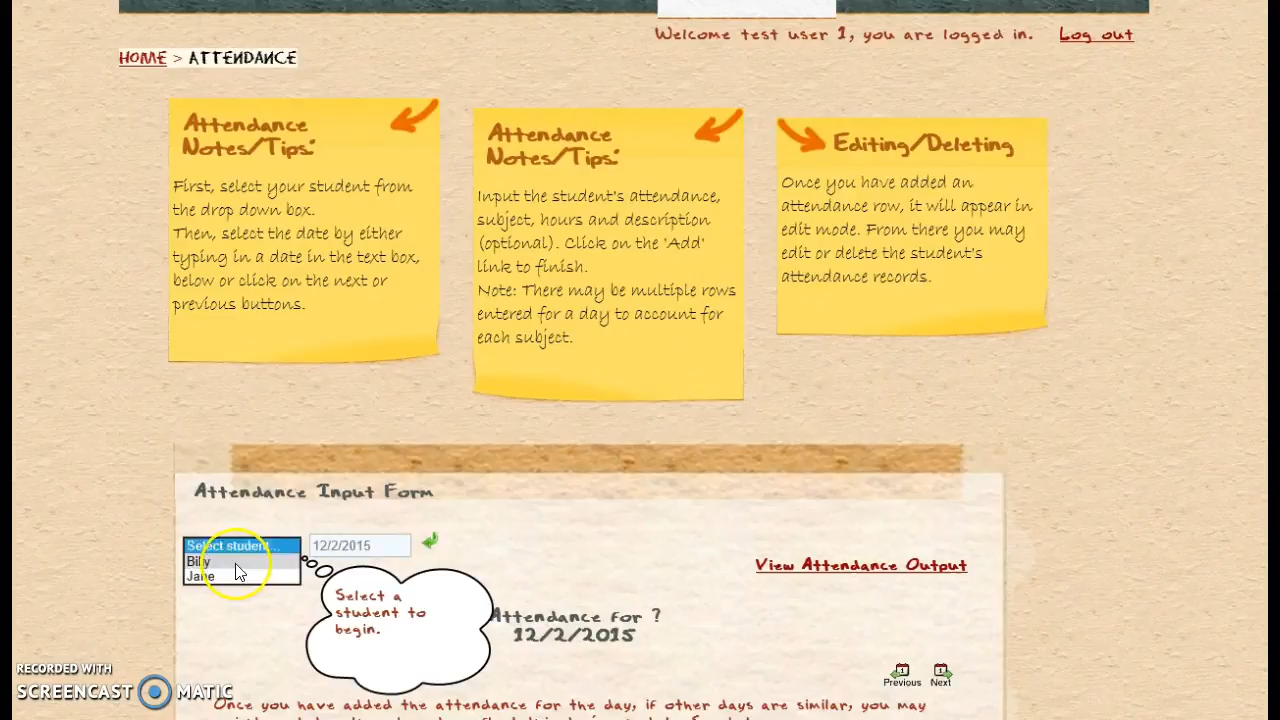 Welcome test user 1, you are logged in. Log out
HOME > ATTENDANCE
Attendance
Notes/Tips:
First, select your student from
the drop down box.
Then, select the date by either
typing in a date in the text box,
below or click on the next or
previous buttons.
Attendance
Notes/Tips:
Input the student's attendance,
subject, hours and description
(optional). Click on the 'Add'
link to finish.
Note: There may be multiple rows
entered for a day to account for
each subject.
Editing/Deleting
Once you have added an
attendance row, it will appear in
edit mode. From there you may
edit or delete the student's
attendance records.
Attendance Input Form
Select student...
Billy
Jane
12/2/2015
Select a
student to
begin.
View Attendance Output
Attendance for ?
12/2/2015
Previous Next
Once you have added the attendance for the day, if other days are similar, you may
RECORDED WITH
SCREENCAST MATIC